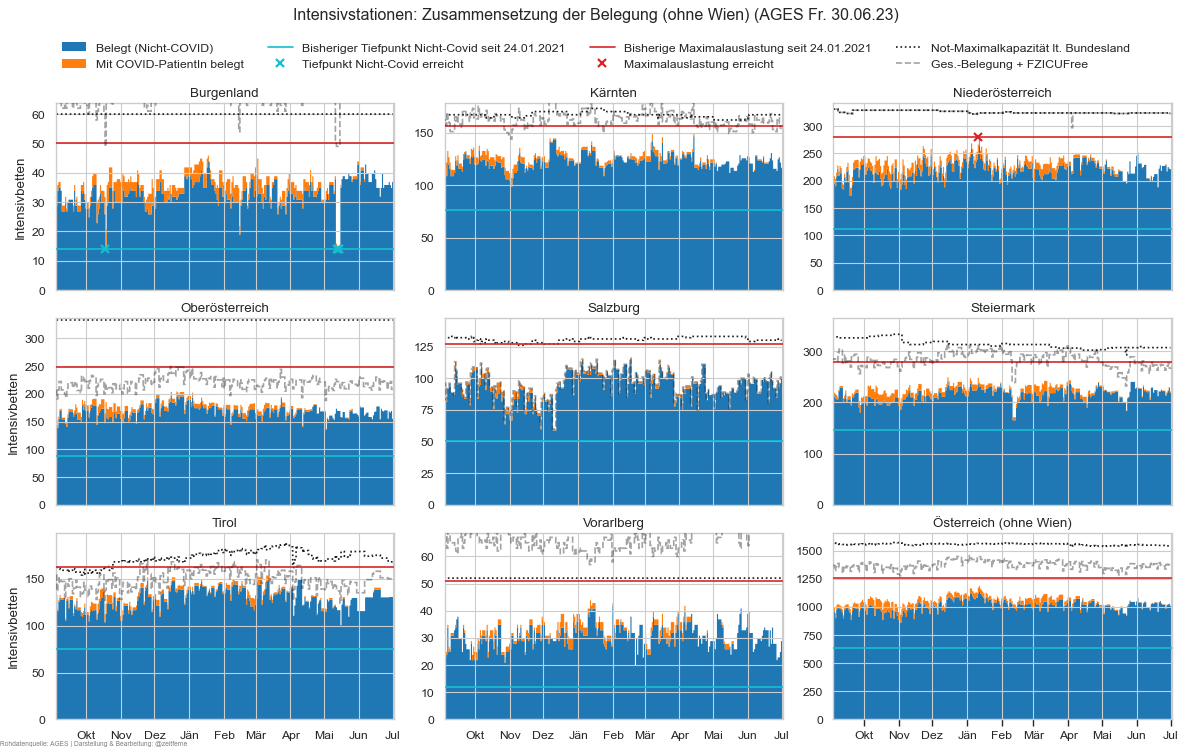 Intensivstationen: Zusammensetzung der Belegung (ohne Wien) (AGES Fr. 30.06.23)
Belegt (Nicht-COVID)
Mit COVID-PatientIn belegt
Bisheriger Tiefpunkt Nicht-Covid seit 24.01.2021
Tiefpunkt Nicht-Covid erreicht
Bisherige Maximalauslastung seit 24.01.2021
Maximalauslastung erreicht
Not-Maximalkapazität lt. Bundesland
Ges.-Belegung + FZICUFree
Burgenland
Intensivbetten
60
50
40
30
20
10
0
Kärnten
150
100
50
0
Niederösterreich
300
250
200
150
100
50
0
Oberösterreich
Intensivbetten
300
250
200
150
100
50
0
Salzburg
125
100
75
50
25
0
Steiermark
300
200
100
0
Tirol
Intensivbetten
150
100
50
0
Okt Nov Dez Jän Feb Mär Apr Mai Jun Jul
Vorarlberg
60
50
40
30
20
10
0
Okt Nov Dez Jän Feb Mär Apr Mai Jun Jul
Österreich (ohne Wien)
1500
1250
1000
750
500
250
0
Okt Nov Dez Jän Feb Mär Apr Mai Jun Jul
Rohdatenquelle: AGES | Darstellung & Bearbeitung: @zeitferne